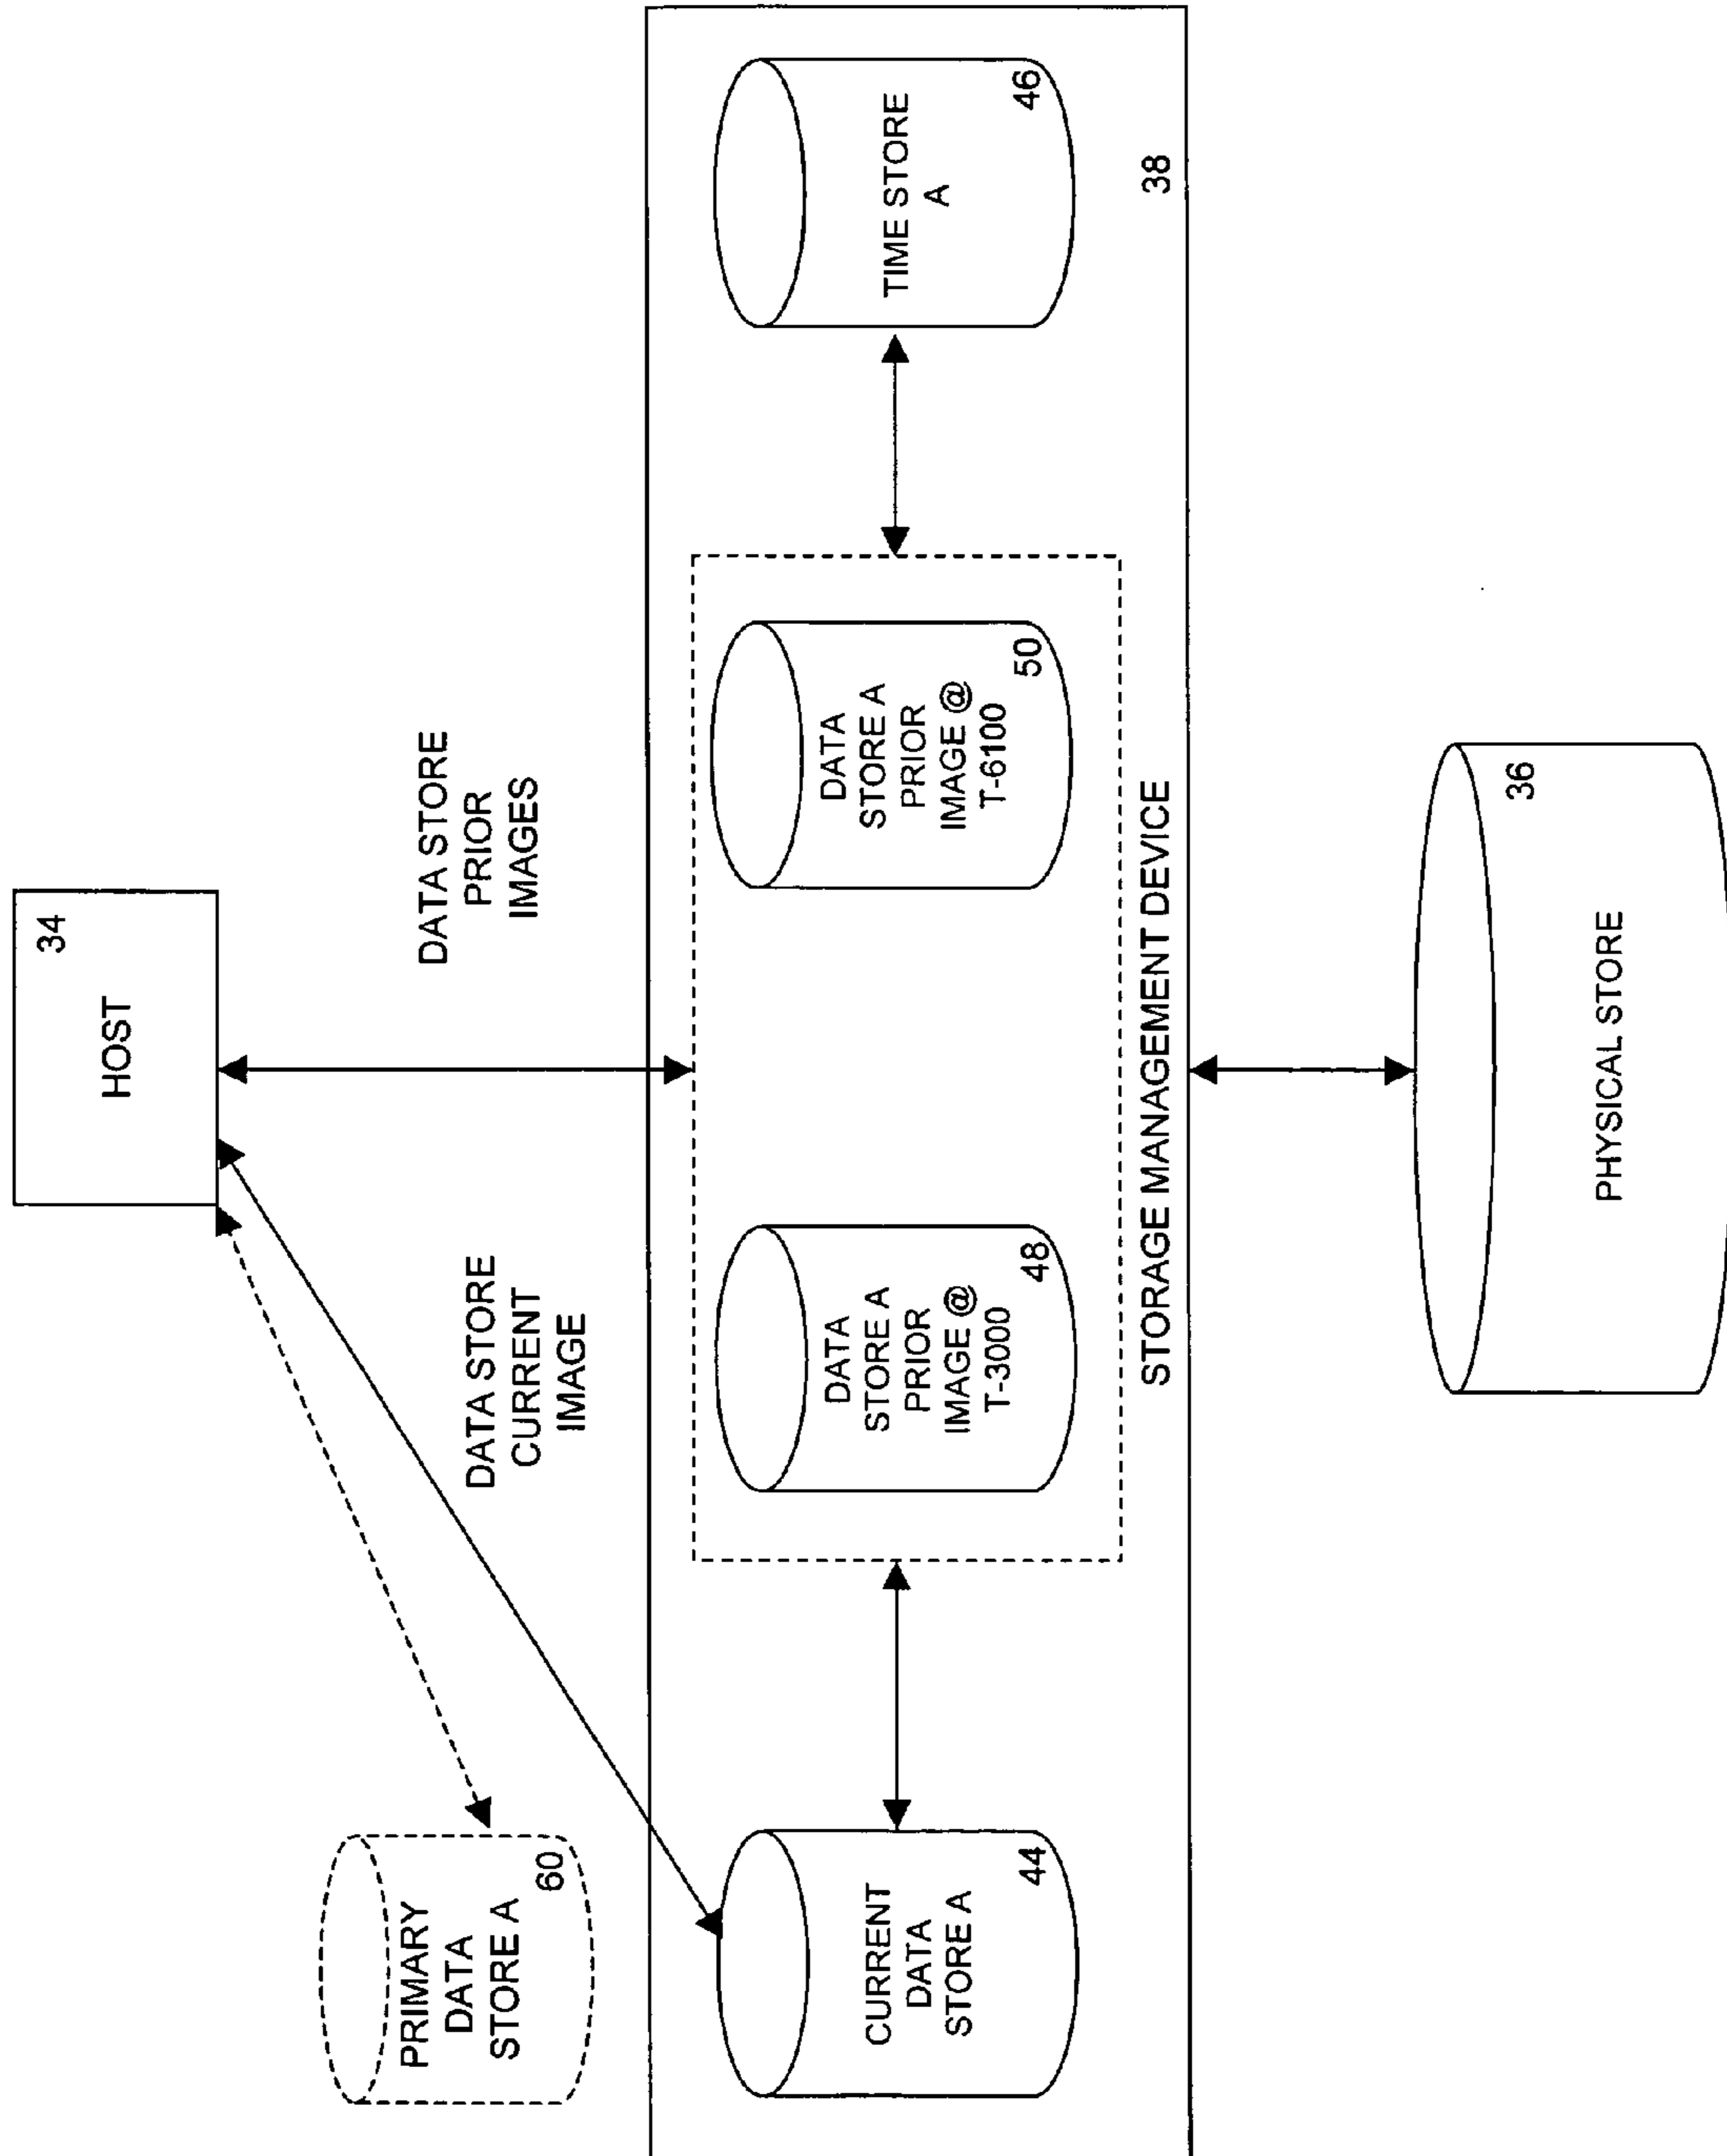 HOST
34
PRIMARY
DATA
STORE A
60
DATA STORE
CURRENT
IMAGE
DATA STORE
PRIOR
IMAGES
CURRENT
DATA
STORE A
44
DATA
STORE A
PRIOR
IMAGE @
T-3000
48
DATA
STORE A
PRIOR
IMAGE @
T-6100
50
TIME STORE
A
46
STORAGE MANAGEMENT DEVICE
38
36
PHYSICAL STORE